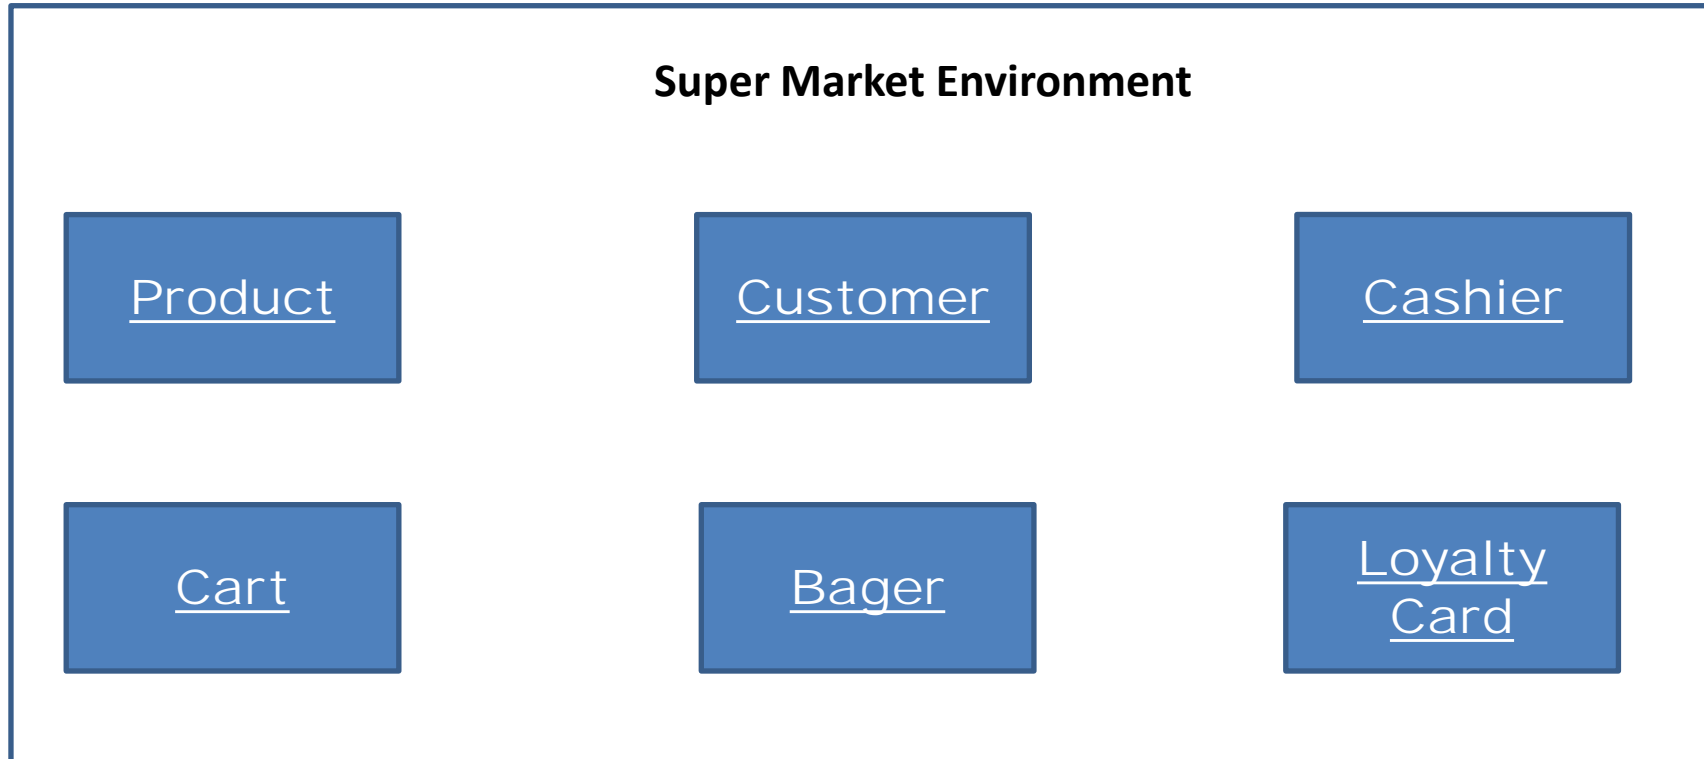 Super Market Environment
Product
Customer
Cashier
Cart
Bager
Loyalty
Card